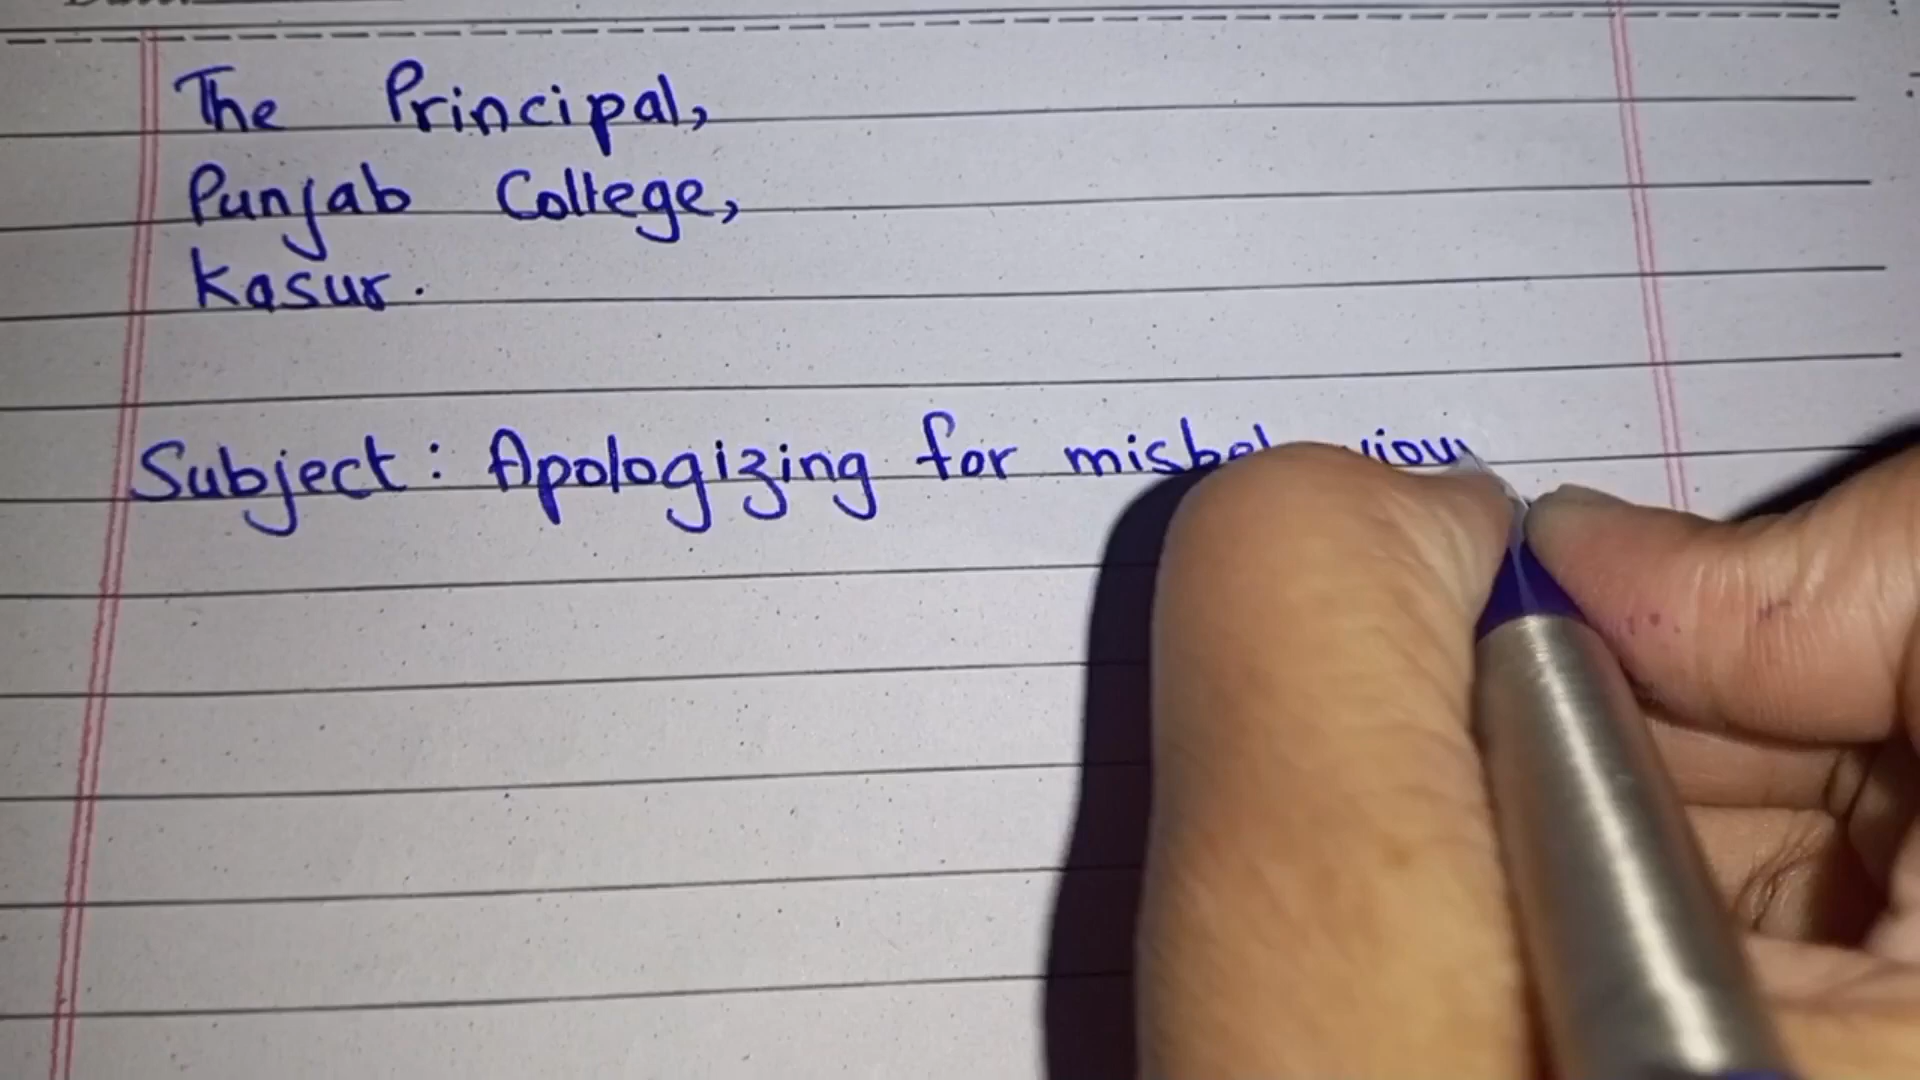 The Principal,
Punjab College,
Kasur.
Subject: Apologizing for